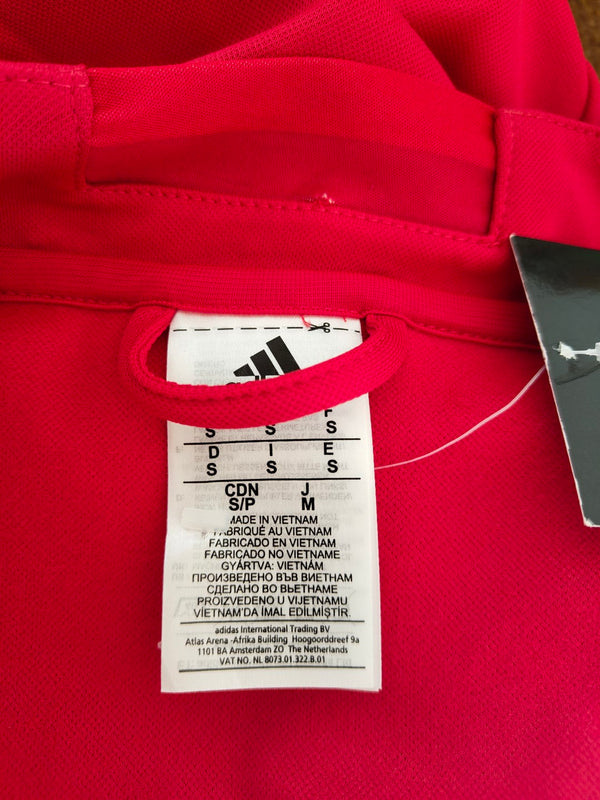 F
S S S
D I E
S S S
CDN J
S/P M
MADE IN VIETNAM
FABRIQUÉ AU VIETNAM
FABRICADO EN VIETNAM
FABRICADO NO VIETNAME
GYÁRTVA: VIETNÁM
ПРОИЗВЕДЕНО ВЪВ ВИЕТНАМ
СДЕЛАНО ВО ВЬЕТНАМЕ
PROIZVEDENO U VIJETNAMU
VİETNAM'DA İMAL EDİLMİŞTİR.
adidas International Trading BV
Atlas Arena -Afrika Building Hoogoorddreef 9a
1101 BA Amsterdam ZO The Netherlands
VAT NO. NL 8073.01.322.B.01